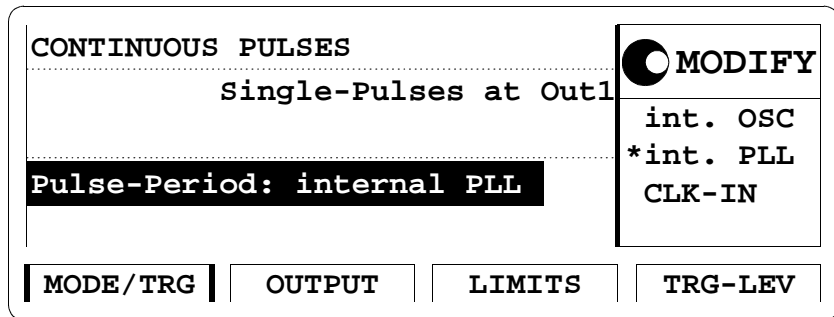 CONTINUOUS PULSES
Single-Pulses at Out1
Pulse-Period: internal PLL
MODIFY
int. OSC
*int. PLL
CLK-IN
MODE/TRG
OUTPUT
LIMITS
TRG-LEV